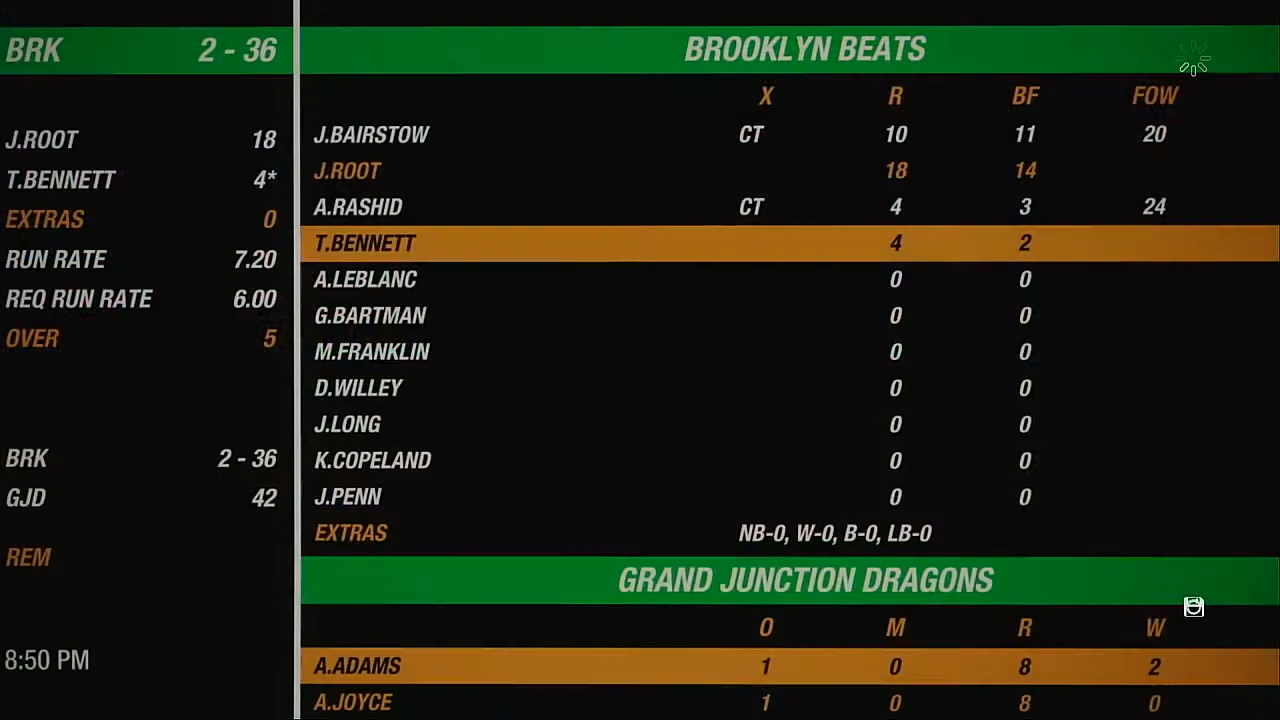 BRK 2 - 36
J.ROOT 18
T.BENNETT 4*
EXTRAS 0
RUN RATE 7.20
REQ RUN RATE 6.00
OVER 5
BRK 2 - 36
GJD 42
REM
8:50 PM
BROOKLYN BEATS
X R BF FOW
J.BAIRSTOW CT 10 11 20
J.ROOT 18 14
A.RASHID CT 4 3 24
T.BENNETT 4 2
A.LEBLANC 0 0
G.BARTMAN 0 0
M.FRANKLIN 0 0
D.WILLEY 0 0
J.LONG 0 0
K.COPELAND 0 0
J.PENN 0 0
EXTRAS NB-0, W-0, B-0, LB-0
GRAND JUNCTION DRAGONS
O M R W
A.ADAMS 1 0 8 2
A.JOYCE 1 0 8 0